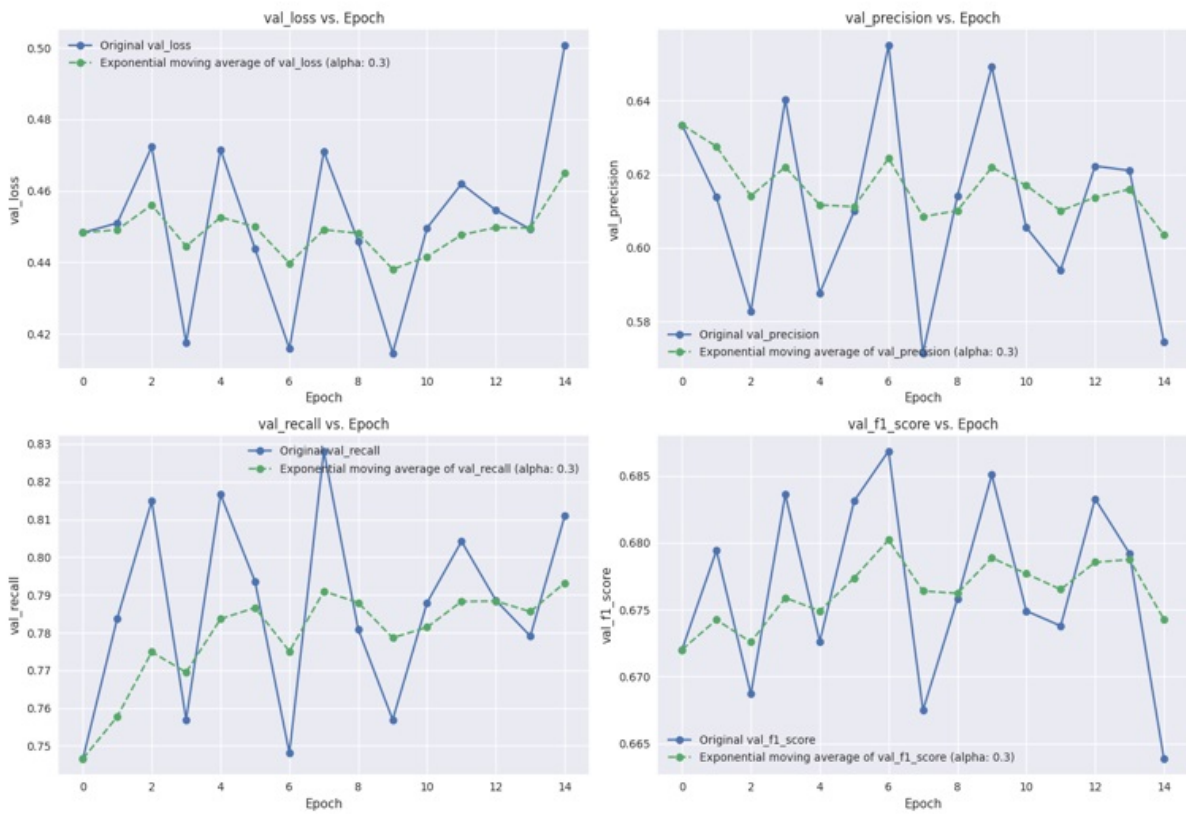 val_loss vs. Epoch
Original val_loss
Exponential moving average of val_loss (alpha: 0.3)
0.50
0.48
0.46
0.44
0.42
val_loss
0 2 4 6 8 10 12 14
Epoch
val_precision vs. Epoch
0.64
0.62
0.60
0.58
val_precision
Original val_precision
Exponential moving average of val_precision (alpha: 0.3)
0 2 4 6 8 10 12 14
Epoch
val_recall vs. Epoch
Original val_recall
Exponential moving average of val_recall (alpha: 0.3)
0.83
0.82
0.81
0.80
0.79
0.78
0.77
0.76
0.75
val_recall
0 2 4 6 8 10 12 14
Epoch
val_f1_score vs. Epoch
0.685
0.680
0.675
0.670
0.665
val_f1_score
Original val_f1_score
Exponential moving average of val_f1_score (alpha: 0.3)
0 2 4 6 8 10 12 14
Epoch